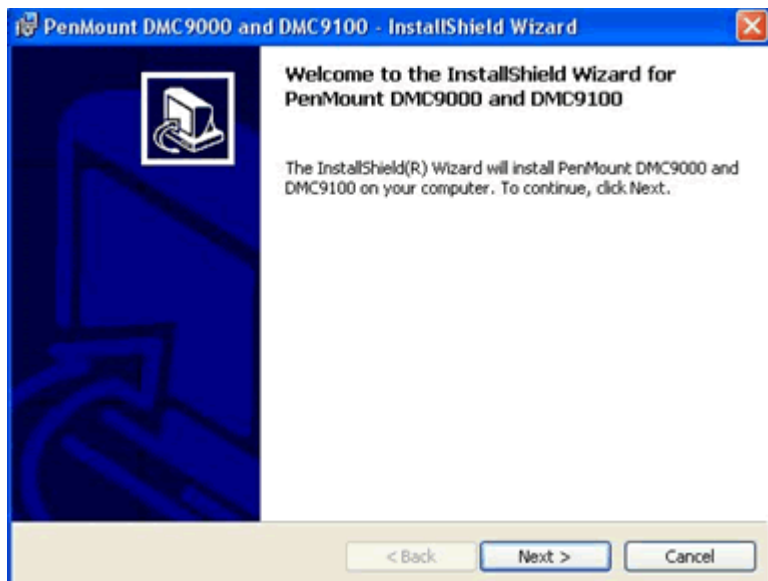 PenMount DMC9000 and DMC9100 - InstallShield Wizard
Welcome to the InstallShield Wizard for
PenMount DMC9000 and DMC9100
The InstallShield(R) Wizard will install PenMount DMC9000 and
DMC9100 on your computer. To continue, click Next.
< Back
Next >
Cancel